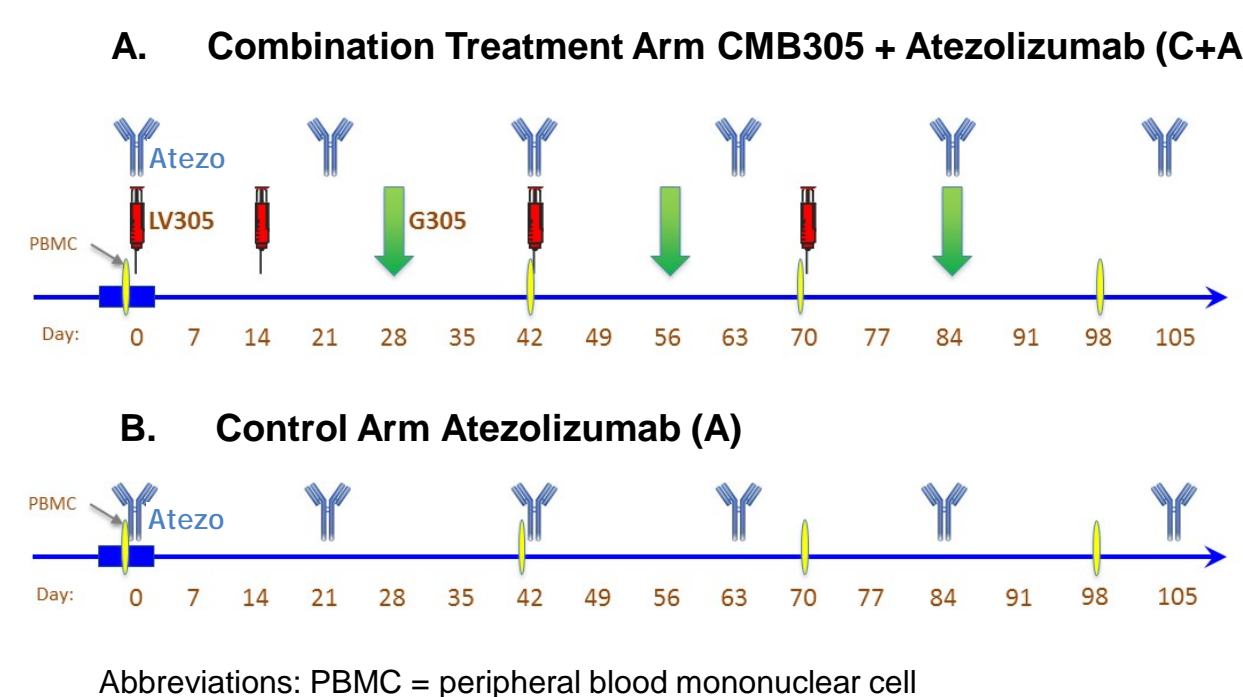 A. Combination Treatment Arm CMB305 + Atezolizumab (C+A
Atezo
LV305
G305
PBMC
Day: 0 7 14 21 28 35 42 49 56 63 70 77 84 91 98 105
B. Control Arm Atezolizumab (A)
PBMC
Atezo
Day: 0 7 14 21 28 35 42 49 56 63 70 77 84 91 98 105
Abbreviations: PBMC = peripheral blood mononuclear cell